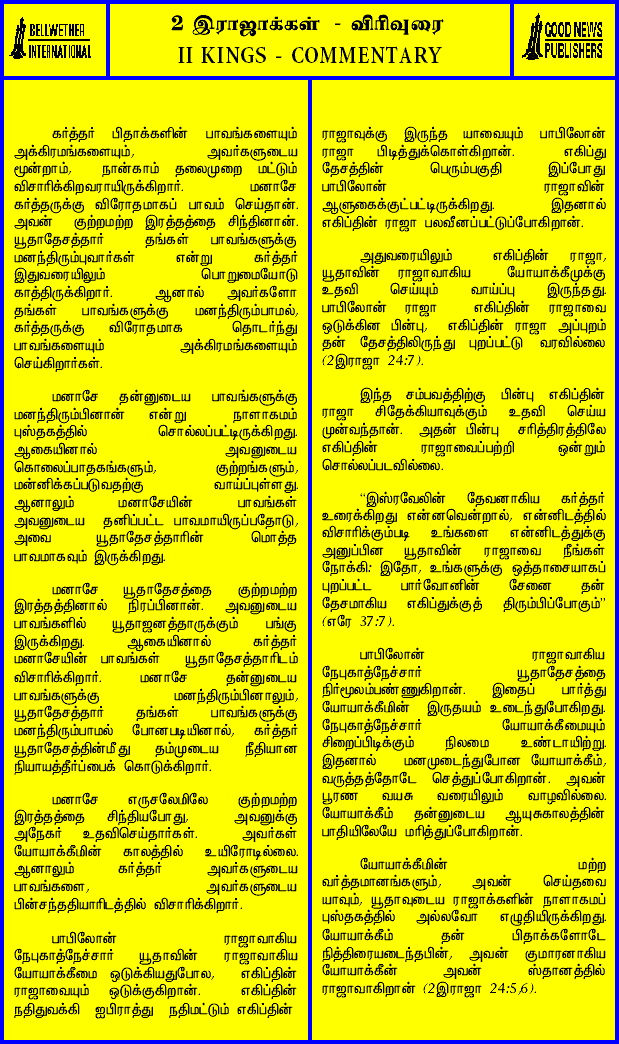 BELLWETHER
INTERNATIONAL
2 இராஜாக்கள் - விரிவுரை
II KINGS - COMMENTARY
GOOD NEWS
PUBLISHERS
கர்த்தர் பிதாக்களின் பாவங்களையும்
அக்கிரமங்களையும், அவர்களுடைய
மூன்றாம், நான்காம் தலைமுறை மட்டும்
விசாரிக்கிறவராயிருக்கிறார். மனாசே
கர்த்தருக்கு விரோதமாகப் பாவம் செய்தான்.
அவன் குற்றமற்ற இரத்தத்தை சிந்தினான்.
யூதாதேசத்தார் தங்கள் பாவங்களுக்கு
மனந்திரும்புவார்கள் என்று கர்த்தர்
இதுவரையிலும் பொறுமையோடு
காத்திருக்கிறார். ஆனால் அவர்களோ
தங்கள் பாவங்களுக்கு மனந்திரும்பாமல்,
கர்த்தருக்கு விரோதமாக தொடர்ந்து
பாவங்களையும் அக்கிரமங்களையும்
செய்கிறார்கள்.
மனாசே தன்னுடைய பாவங்களுக்கு
மனந்திரும்பினான் என்று நாளாகமம்
புஸ்தகத்தில் சொல்லப்பட்டிருக்கிறது.
ஆகையினால் அவனுடைய
கொலைப்பாதகங்களும், குற்றங்களும்,
மன்னிக்கப்படுவதற்கு வாய்ப்புள்ளது.
ஆனாலும் மனாசேயின் பாவங்கள்
அவனுடைய தனிப்பட்ட பாவமாயிருப்பதோடு,
அவை யூதாதேசத்தாரின் மொத்த
பாவமாகவும் இருக்கிறது.
மனாசே யூதாதேசத்தை குற்றமற்ற
இரத்தத்தினால் நிரப்பினான். அவனுடைய
பாவங்களில் யூதாஜனத்தாருக்கும் பங்கு
இருக்கிறது. ஆகையினால் கர்த்தர்
மனாசேயின் பாவங்கள் யூதாதேசத்தாரிடம்
விசாரிக்கிறார். மனாசே தன்னுடைய
பாவங்களுக்கு மனந்திரும்பினாலும்,
யூதாதேசத்தார் தங்கள் பாவங்களுக்கு
மனந்திரும்பாமல் போனபடியினால், கர்த்தர்
யூதாதேசத்தின்மீது தம்முடைய நீதியான
நியாயத்தீர்ப்பைக் கொடுக்கிறார்.
மனாசே எருசலேமிலே குற்றமற்ற
இரத்தத்தை சிந்தியபோது, அவனுக்கு
அநேகர் உதவிசெய்தார்கள். அவர்கள்
யோயாக்கீமின் காலத்தில் உயிரோடில்லை.
ஆனாலும் கர்த்தர் அவர்களுடைய
பாவங்களை, அவர்களுடைய
பின்சந்ததியாரிடத்தில் விசாரிக்கிறார்.
பாபிலோன் ராஜாவாகிய
நேபுகாத்நேச்சார் யூதாவின் ராஜாவாகிய
யோயாக்கீமை ஒடுக்கியதுபோல, எகிப்தின்
ராஜாவையும் ஒடுக்குகிறான். எகிப்தின்
நதிதுவக்கி ஐபிராத்து நதிமட்டும் எகிப்தின்
ராஜாவுக்கு இருந்த யாவையும் பாபிலோன்
ராஜா பிடித்துக்கொள்கிறான். எகிப்து
தேசத்தின் பெரும்பகுதி இப்போது
பாபிலோன் ராஜாவின்
ஆளுகைக்குட்பட்டிருக்கிறது. இதனால்
எகிப்தின் ராஜா பலவீனப்பட்டுப்போகிறான்.
அதுவரையிலும் எகிப்தின் ராஜா,
யூதாவின் ராஜாவாகிய யோயாக்கீமுக்கு
உதவி செய்யும் வாய்ப்பு இருந்தது.
பாபிலோன் ராஜா எகிப்தின் ராஜாவை
ஒடுக்கின பின்பு, எகிப்தின் ராஜா அப்புறம்
தன் தேசத்திலிருந்து புறப்பட்டு வரவில்லை
(2இராஜா 24:7).
இந்த சம்பவத்திற்கு பின்பு எகிப்தின்
ராஜா சிதேக்கியாவுக்கும் உதவி செய்ய
முன்வந்தான். அதன் பின்பு சரித்திரத்திலே
எகிப்தின் ராஜாவைப்பற்றி ஒன்றும்
சொல்லப்படவில்லை.
"இஸ்ரவேலின் தேவனாகிய கர்த்தர்
உரைக்கிறது என்னவென்றால், என்னிடத்தில்
விசாரிக்கும்படி உங்களை என்னிடத்துக்கு
அனுப்பின யூதாவின் ராஜாவை நீங்கள்
நோக்கி: இதோ, உங்களுக்கு ஒத்தாசையாகப்
புறப்பட்ட பார்வோனின் சேனை தன்
தேசமாகிய எகிப்துக்குத் திரும்பிப்போகும்"
(எரே 37:7).
பாபிலோன் ராஜாவாகிய
நேபுகாத்நேச்சார் யூதாதேசத்தை
நிர்மூலம்பண்ணுகிறான். இதைப் பார்த்து
யோயாக்கீமின் இருதயம் உடைந்துபோகிறது.
நேபுகாத்நேச்சார் யோயாக்கீமையும்
சிறைப்பிடிக்கும் நிலமை உண்டாயிற்று.
இதனால் மனமுடைந்துபோன யோயாக்கீம்,
வருத்தத்தோடே செத்துப்போகிறான். அவன்
பூரண வயசு வரையிலும் வாழவில்லை.
யோயாக்கீம் தன்னுடைய ஆயுசுகாலத்தின்
பாதியிலேயே மரித்துப்போகிறான்.
யோயாக்கீமின் மற்ற
வர்த்தமானங்களும், அவன் செய்தவை
யாவும், யூதாவுடைய ராஜாக்களின் நாளாகமப்
புஸ்தகத்தில் அல்லவோ எழுதியிருக்கிறது.
யோயாக்கீம் தன் பிதாக்களோடே
நித்திரையடைந்தபின், அவன் குமாரனாகிய
யோயாக்கீன் அவன் ஸ்தானத்தில்
ராஜாவாகிறான் (2இராஜா 24:5,6).